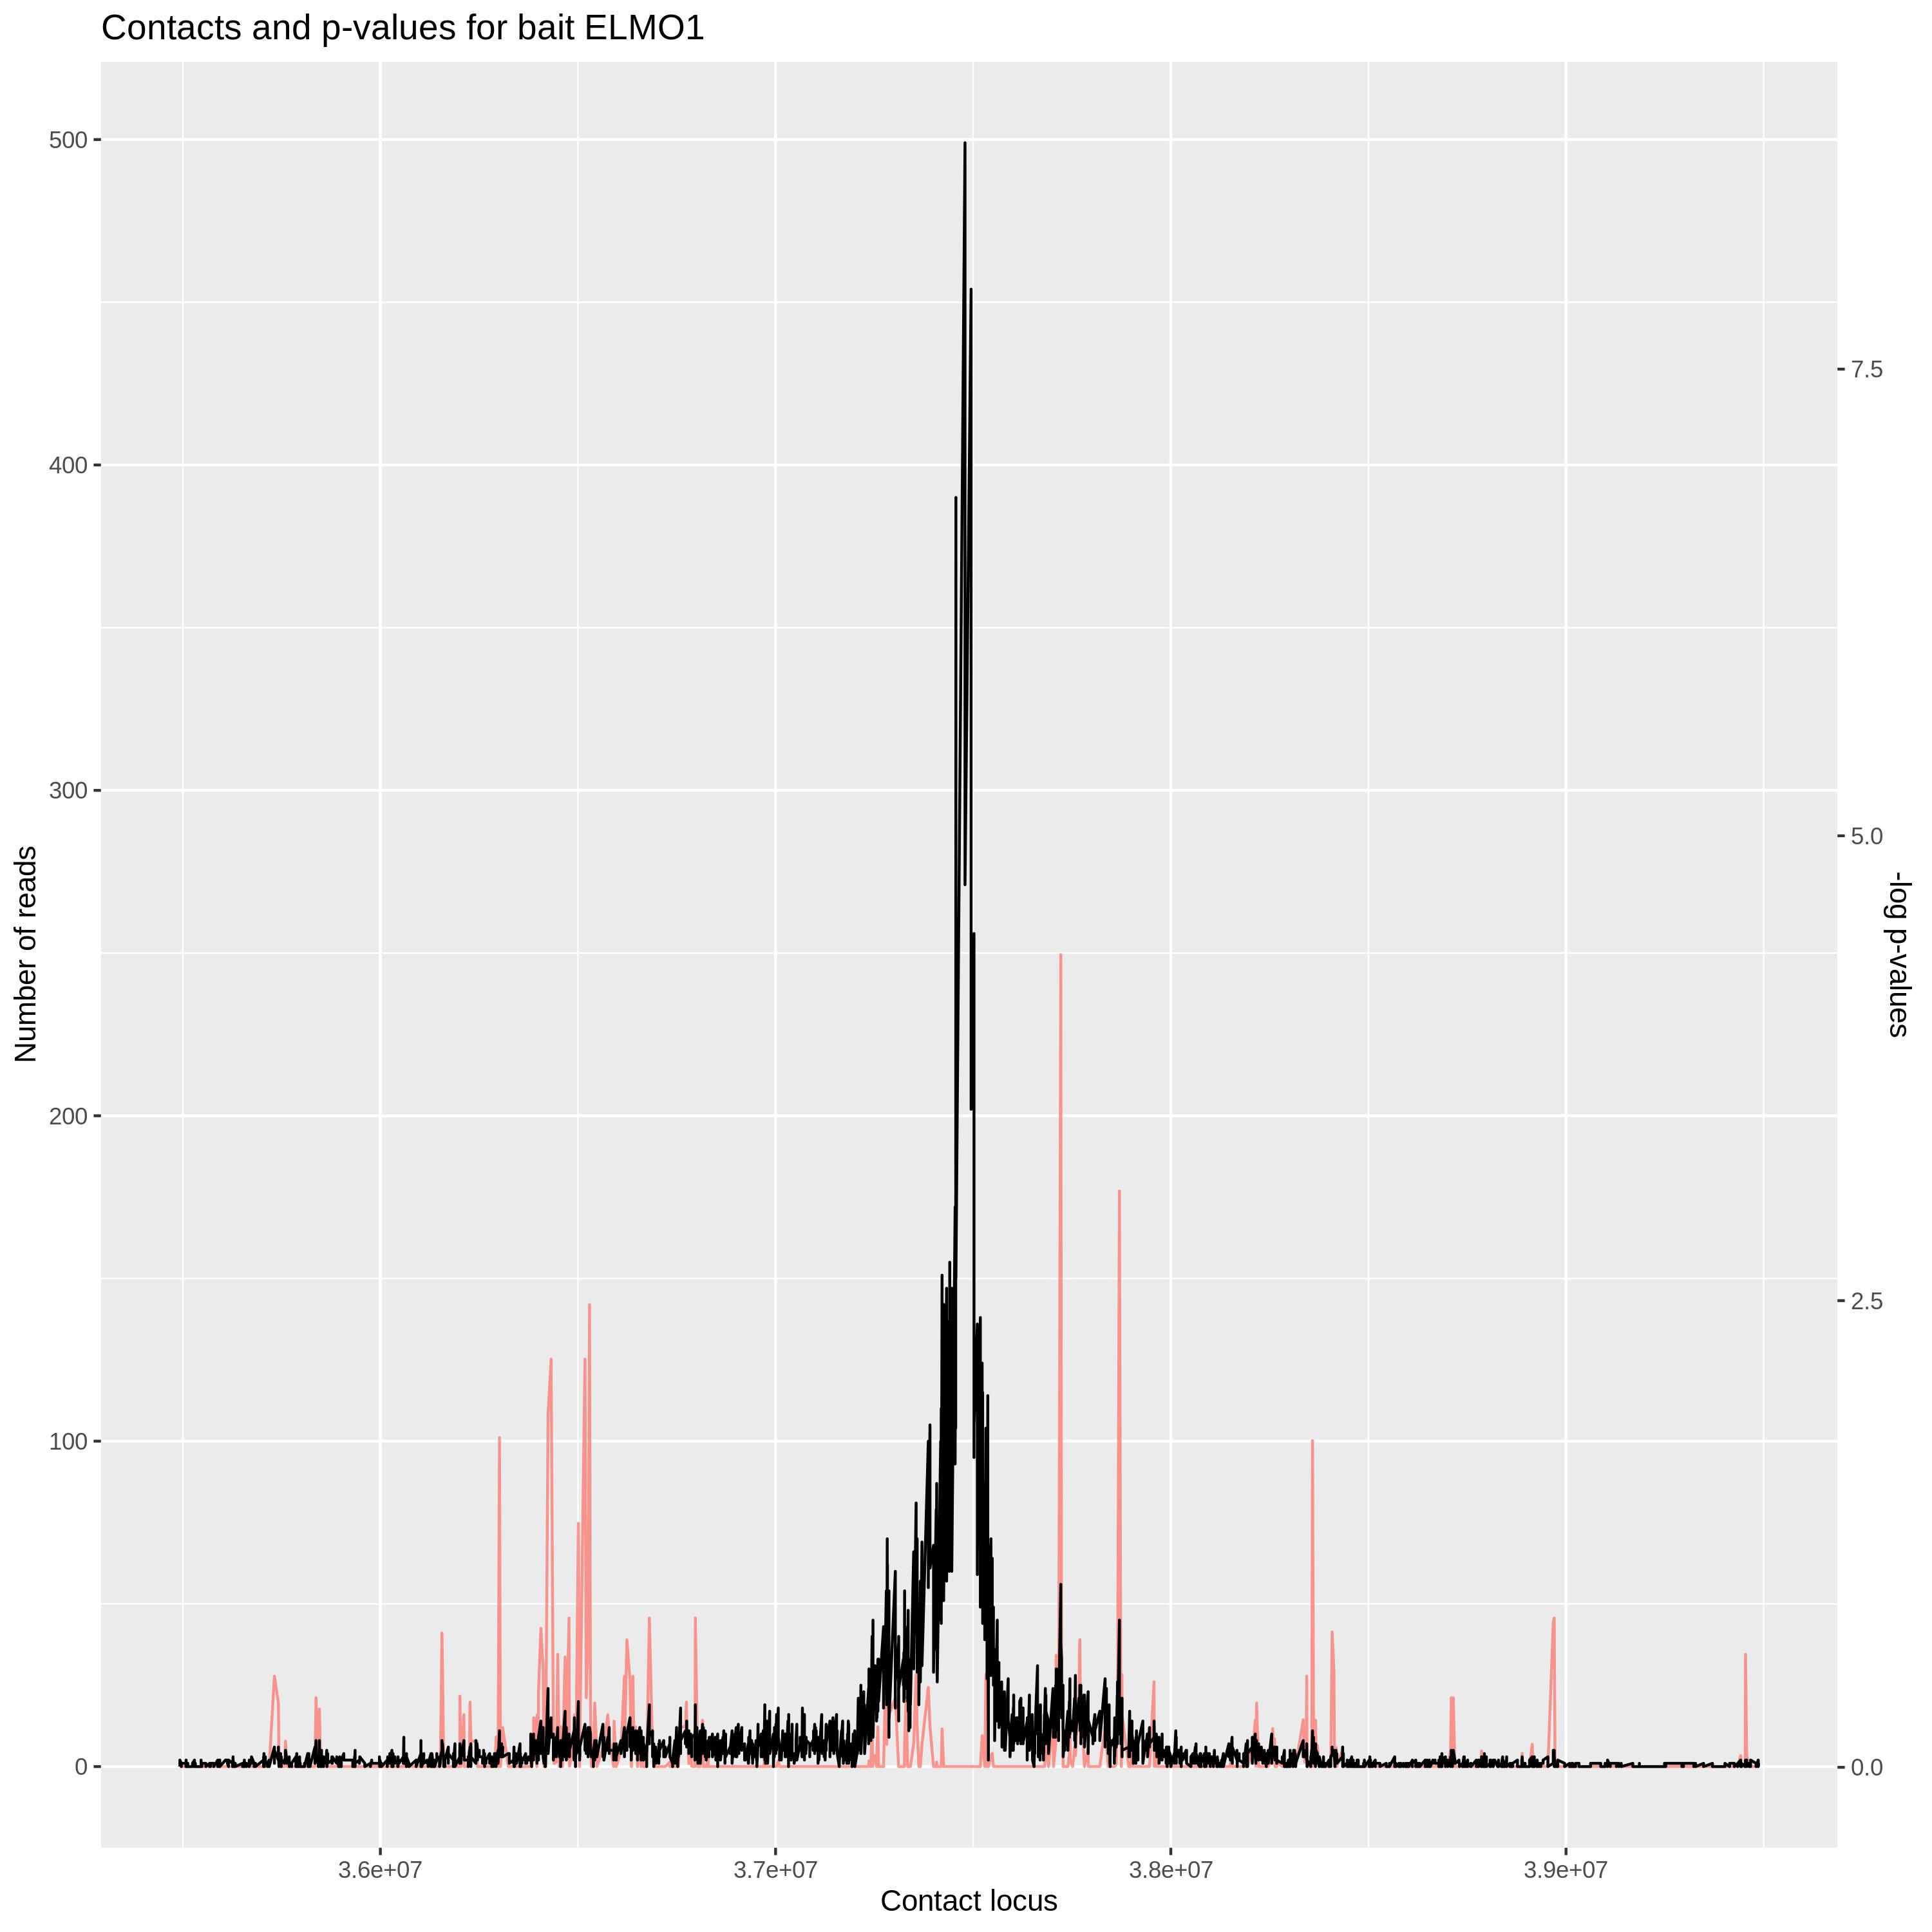 Contacts and p-values for bait ELMO1
500
400
300
200
100
0
Number of reads
7.5
5.0
2.5
0.0
-log p-values
3.6e+07
3.7e+07
3.8e+07
3.9e+07
Contact locus